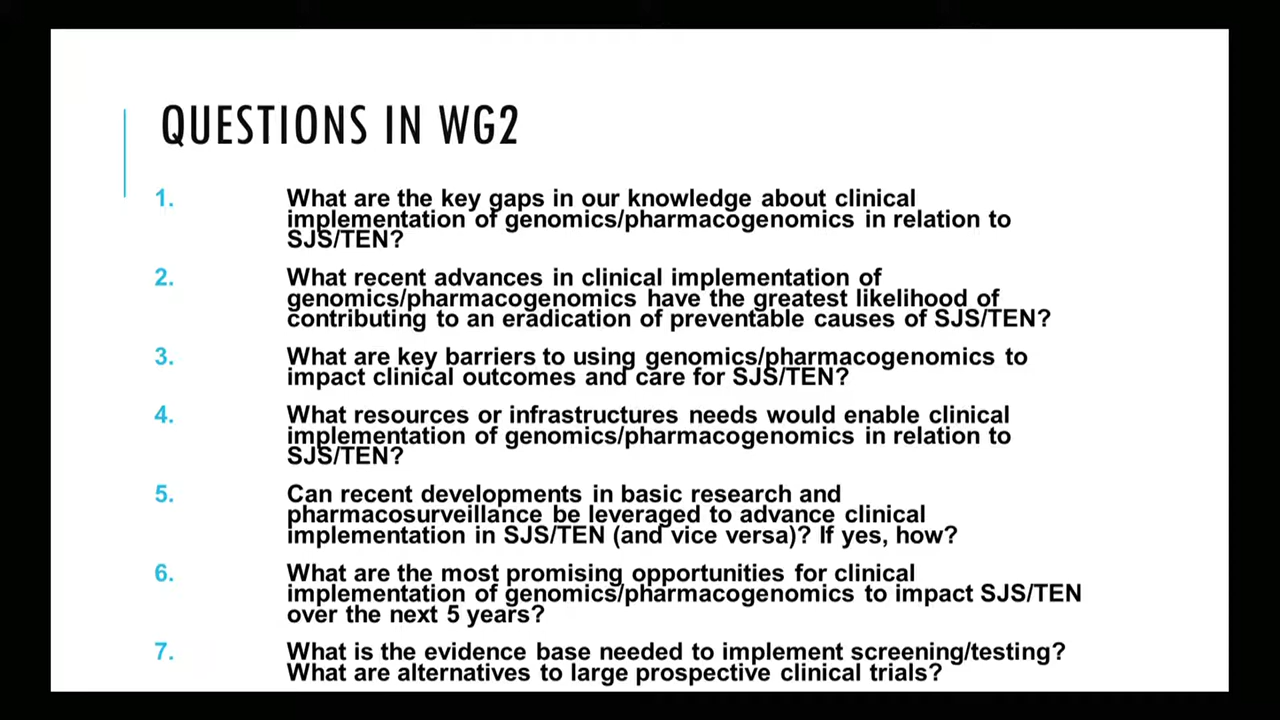 QUESTIONS IN WG2
1. What are the key gaps in our knowledge about clinical
implementation of genomics/pharmacogenomics in relation to
SJS/TEN?
2. What recent advances in clinical implementation of
genomics/pharmacogenomics have the greatest likelihood of
contributing to an eradication of preventable causes of SJS/TEN?
3. What are key barriers to using genomics/pharmacogenomics to
impact clinical outcomes and care for SJS/TEN?
4. What resources or infrastructures needs would enable clinical
implementation of genomics/pharmacogenomics in relation to
SJS/TEN?
5. Can recent developments in basic research and
pharmacosurveillance be leveraged to advance clinical
implementation in SJS/TEN (and vice versa)? If yes, how?
6. What are the most promising opportunities for clinical
implementation of genomics/pharmacogenomics to impact SJS/TEN
over the next 5 years?
7. What is the evidence base needed to implement screening/testing?
What are alternatives to large prospective clinical trials?